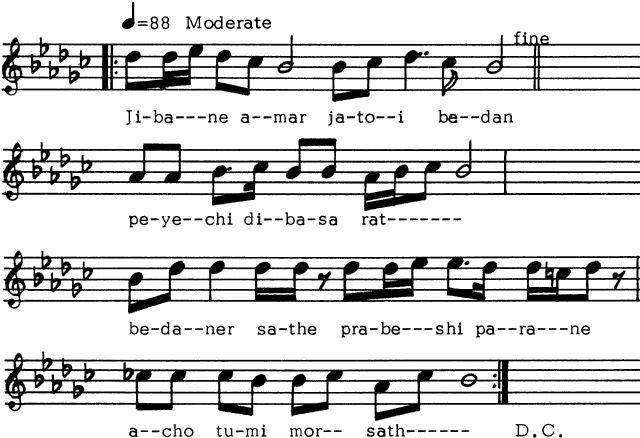 ♩=88 Moderate
fine
Ji-ba---ne a--mar ja-to--i be--dan
pe-ye--chi di--ba-sa rat-------
be-da--ner sa-the pra-be---shi pa--ra---ne
a--cho tu-mi mor-- sath------ D.C.